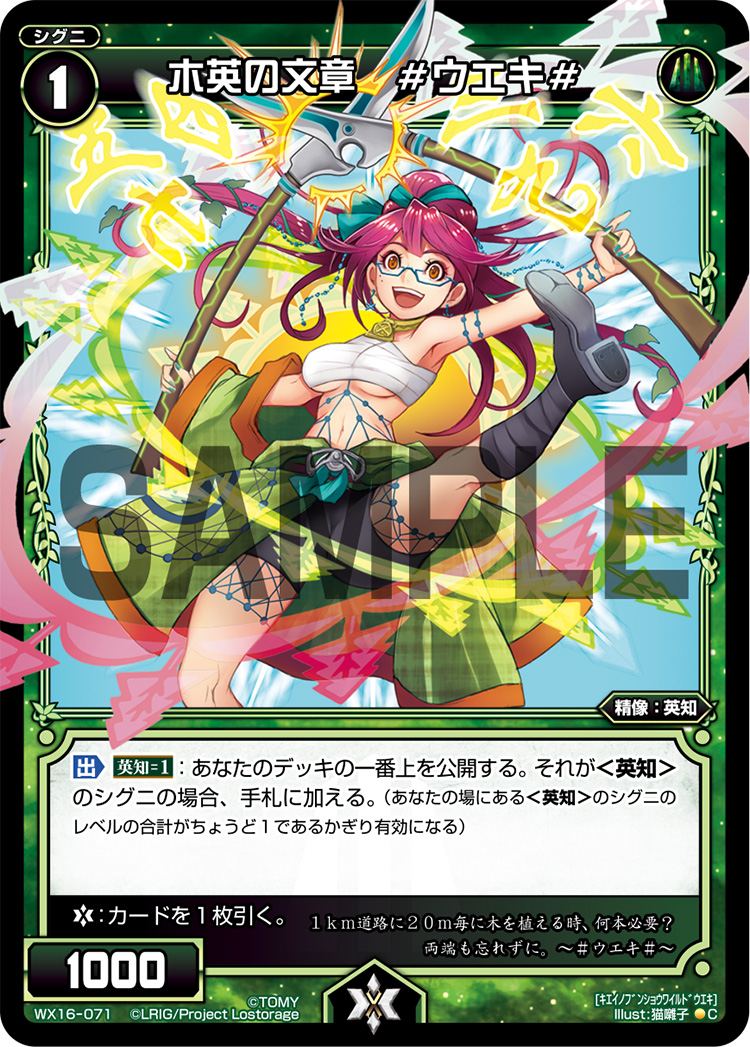 シグニ
1
木英の文章 #ウエキ#
五 四 二 六
七 九
SAMPLE
精像:英知
出 英知=1:あなたのデッキの一番上を公開する。それが<英知>
のシグニの場合、手札に加える。(あなたの場にある<英知>のシグニの
レベルの合計がちょうど1であるかぎり有効になる)
:カードを1枚引く。
1km道路に20m毎に木を植える時、何本必要?
両端も忘れずに。~#ウエキ#~
1000
©TOMY
[キエイノブンショウワイルドウエキ]
WX16-071 ©LRIG/Project Lostorage
Illust:猫囃子 C